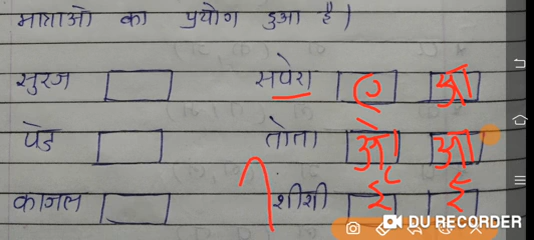 मात्राओ का प्रयोग हुआ है।
सुरज सपेरा ए आ
पेड तोता ओ आ
काजल शीशी ई ई
DU RECORDER